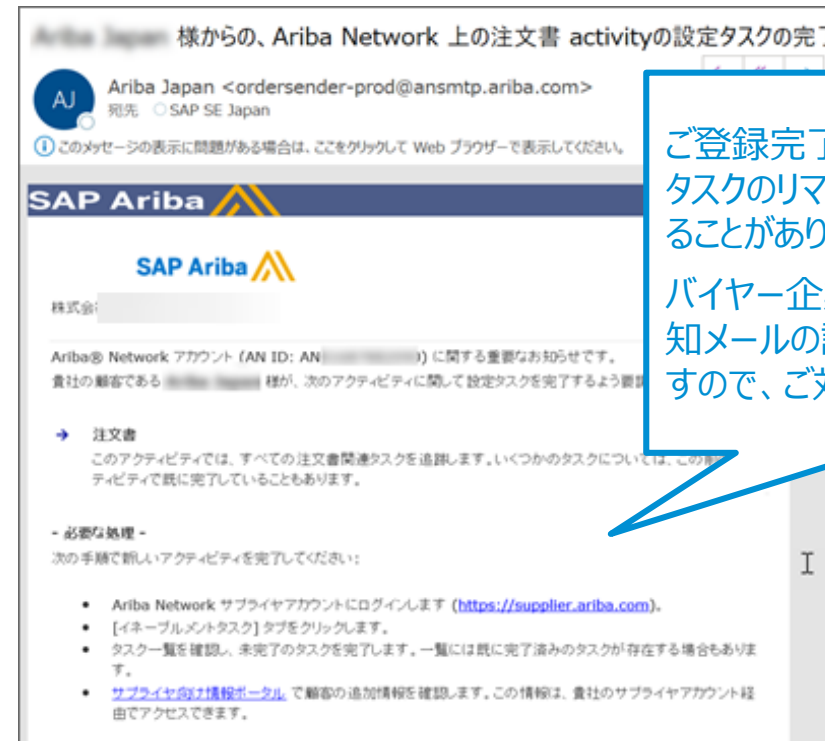 様からの、Ariba Network 上の注文書 activityの設定タスクの完了
AJ
Ariba Japan <ordersender-prod@ansmtp.ariba.com>
宛先 SAP SE Japan
このメッセージの表示に問題がある場合は、ここをクリックして Web ブラウザーで表示してください。
ご登録完了
タスクのリマ
ることがあり
バイヤー企
知メールの
すので、ご対
SAP Ariba
SAP Ariba
株式会
Ariba® Network アカウント (AN ID: AN ) に関する重要なお知らせです。
貴社の顧客である 様が、次のアクティビティに関して設定タスクを完了するよう要
→ 注文書
このアクティビティでは、すべての注文書関連タスクを追跡します。いくつかのタスクについては、この
ティビティで既に完了していることもあります。
- 必要な処理 -
次の手順で新しいアクティビティを完了してください:
• Ariba Network サプライヤアカウントにログインします (https://supplier.ariba.com)。
• [イネーブルメントタスク] タブをクリックします。
• タスク一覧を確認し、未完了のタスクを完了します。一覧には既に完了済みのタスクが存在する場合もありま
す。
• サプライヤ向け情報ポータル で顧客の追加情報を確認します。この情報は、貴社のサプライヤアカウント経
由でアクセスできます。